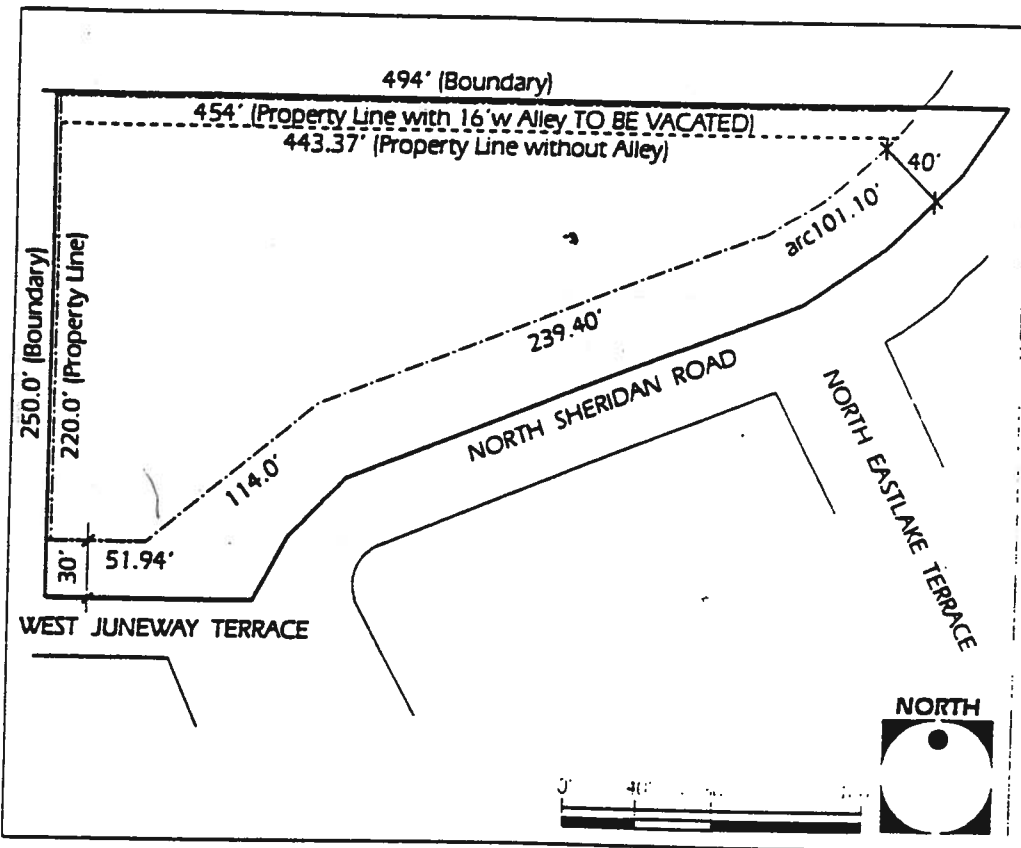 494' (Boundary)
454' (Property Line with 16'w Alley TO BE VACATED)
443.37' (Property Line without Alley)
40'
arc101.10'
250.0' (Boundary)
220.0' (Property Line)
239.40'
NORTH SHERIDAN ROAD
NORTH EASTLAKE TERRACE
114.0'
30'
51.94'
WEST JUNEWAY TERRACE
NORTH
0'
40'